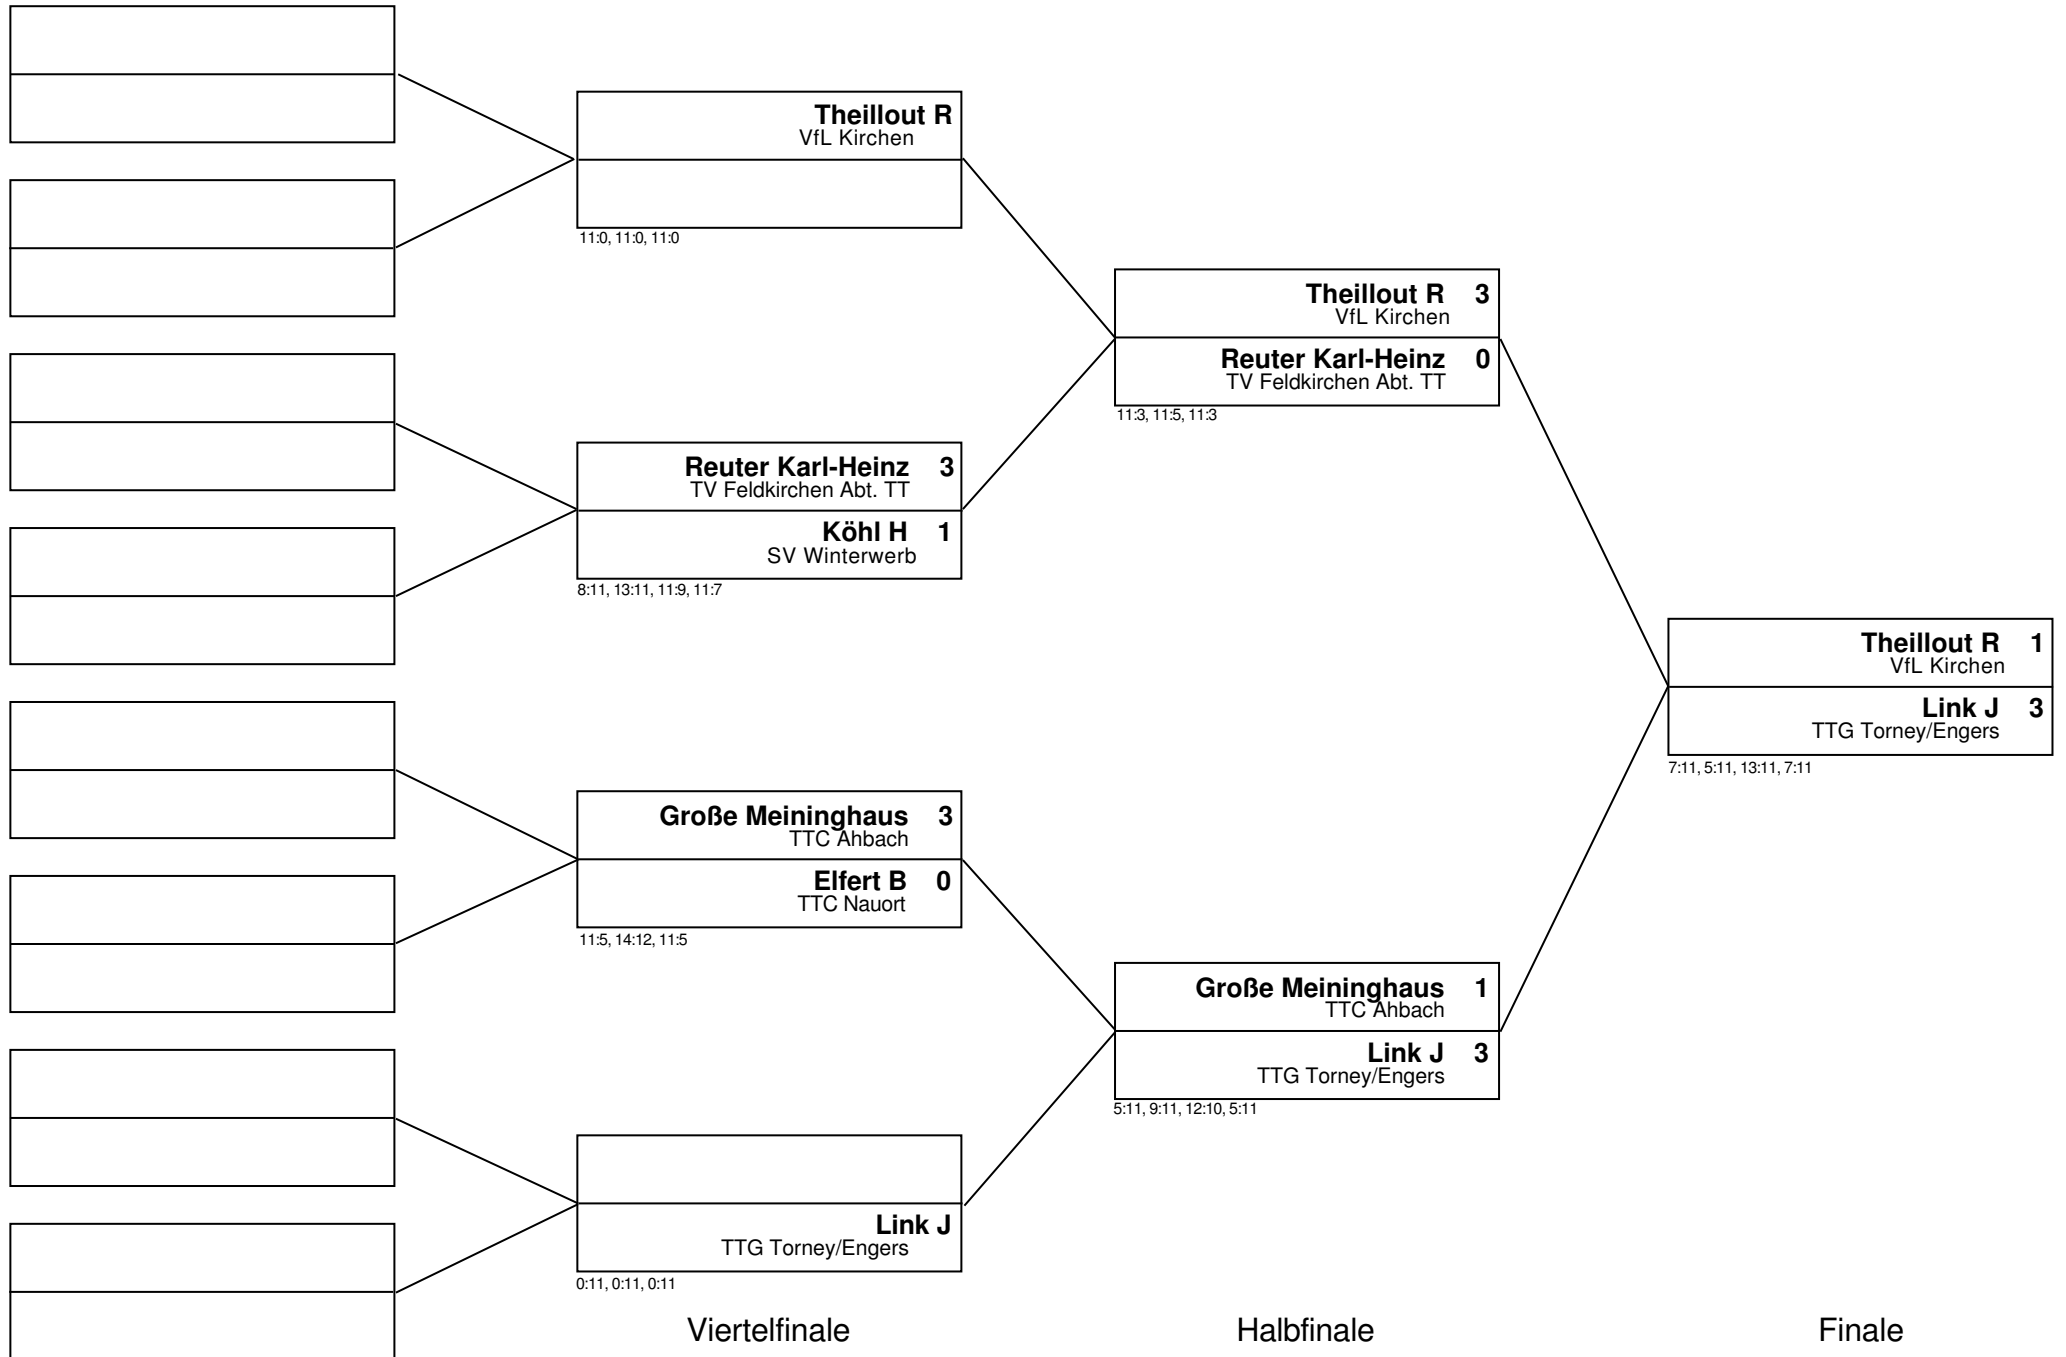 Theillout R
VfL Kirchen
11:0, 11:0, 11:0
Reuter Karl-Heinz 3
TV Feldkirchen Abt. TT
Köhl H 1
SV Winterwerb
8:11, 13:11, 11:9, 11:7
Große Meininghaus 3
TTC Ahbach
Elfert B 0
TTC Nauort
11:5, 14:12, 11:5
Link J
TTG Torney/Engers
0:11, 0:11, 0:11
Viertelfinale
Theillout R 3
VfL Kirchen
Reuter Karl-Heinz 0
TV Feldkirchen Abt. TT
11:3, 11:5, 11:3
Große Meininghaus 1
TTC Ahbach
Link J 3
TTG Torney/Engers
5:11, 9:11, 12:10, 5:11
Halbfinale
Theillout R 1
VfL Kirchen
Link J 3
TTG Torney/Engers
7:11, 5:11, 13:11, 7:11
Finale